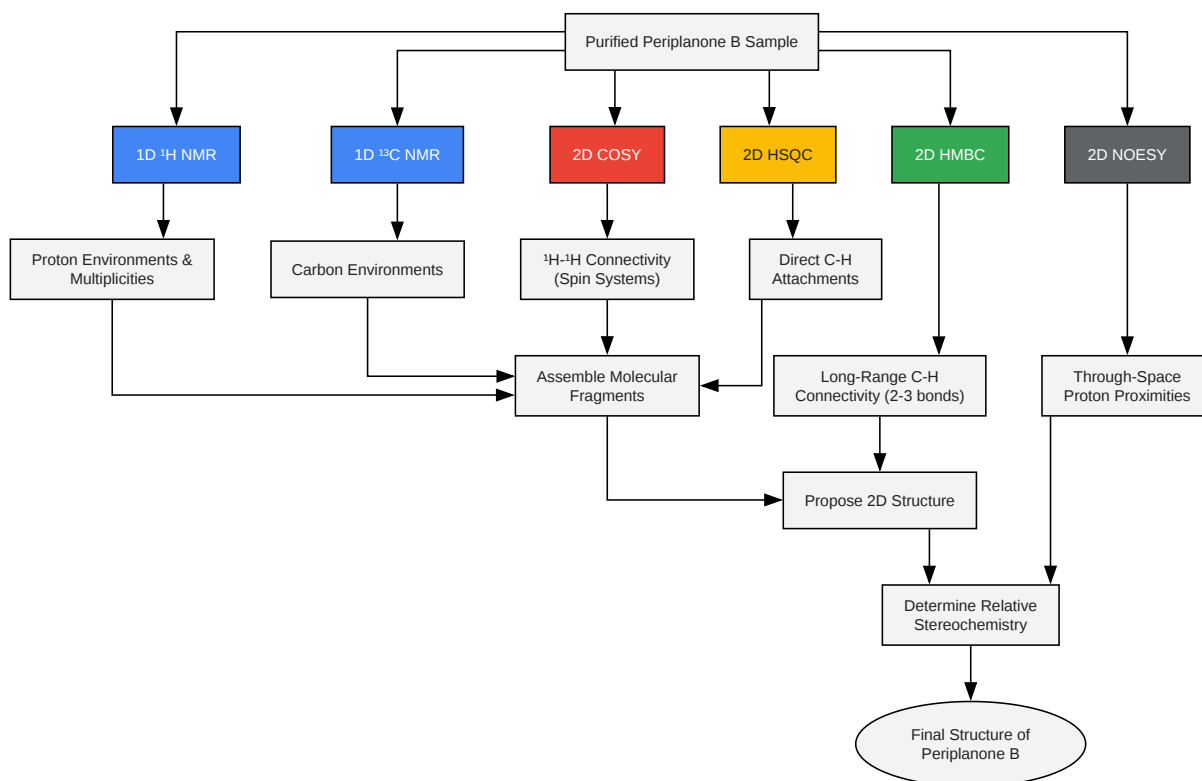 Purified Periplanone B Sample
1D ¹H NMR
1D ¹³C NMR
2D COSY
2D HSQC
2D HMBC
2D NOESY
Proton Environments &
Multiplicities
Carbon Environments
¹H-¹H Connectivity
(Spin Systems)
Direct C-H
Attachments
Assemble Molecular
Fragments
Long-Range C-H
Connectivity (2-3 bonds)
Through-Space
Proton Proximities
Propose 2D Structure
Determine Relative
Stereochemistry
Final Structure of
Periplanone B